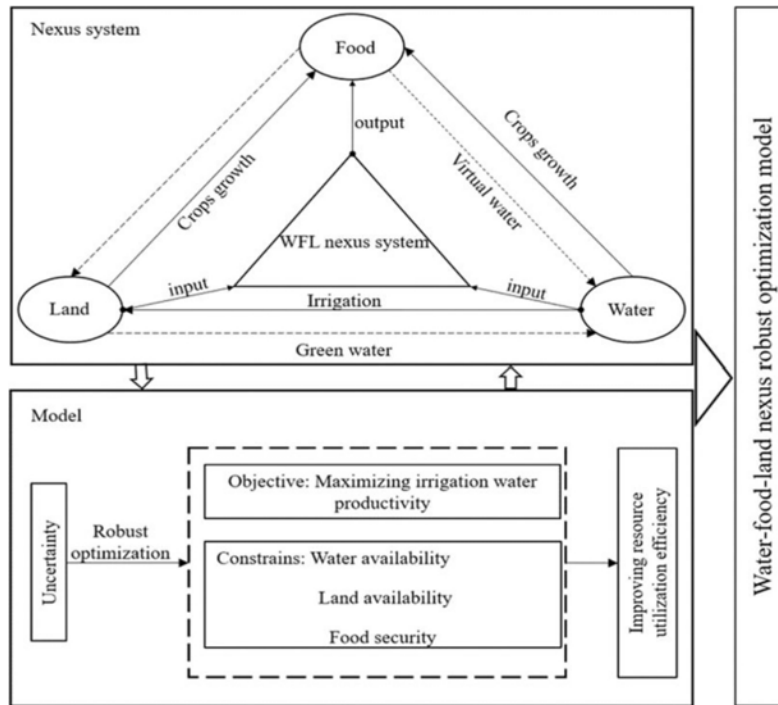 Nexus system
Food
output
Crops growth
Crops growth
Virtual water
WFL nexus system
input
input
Land
Irrigation
Water
Green water
Model
Uncertainty
Robust
optimization
Objective: Maximizing irrigation water
productivity
Constrains: Water availability
Land availability
Food security
Improving resource
utilization efficiency
Water-food-land nexus robust optimization model